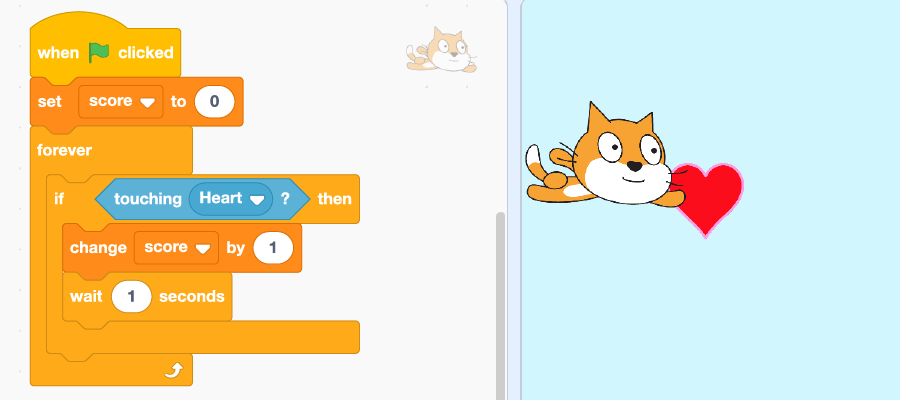 when clicked
set score to 0
forever
if touching Heart ? then
change score by 1
wait 1 seconds